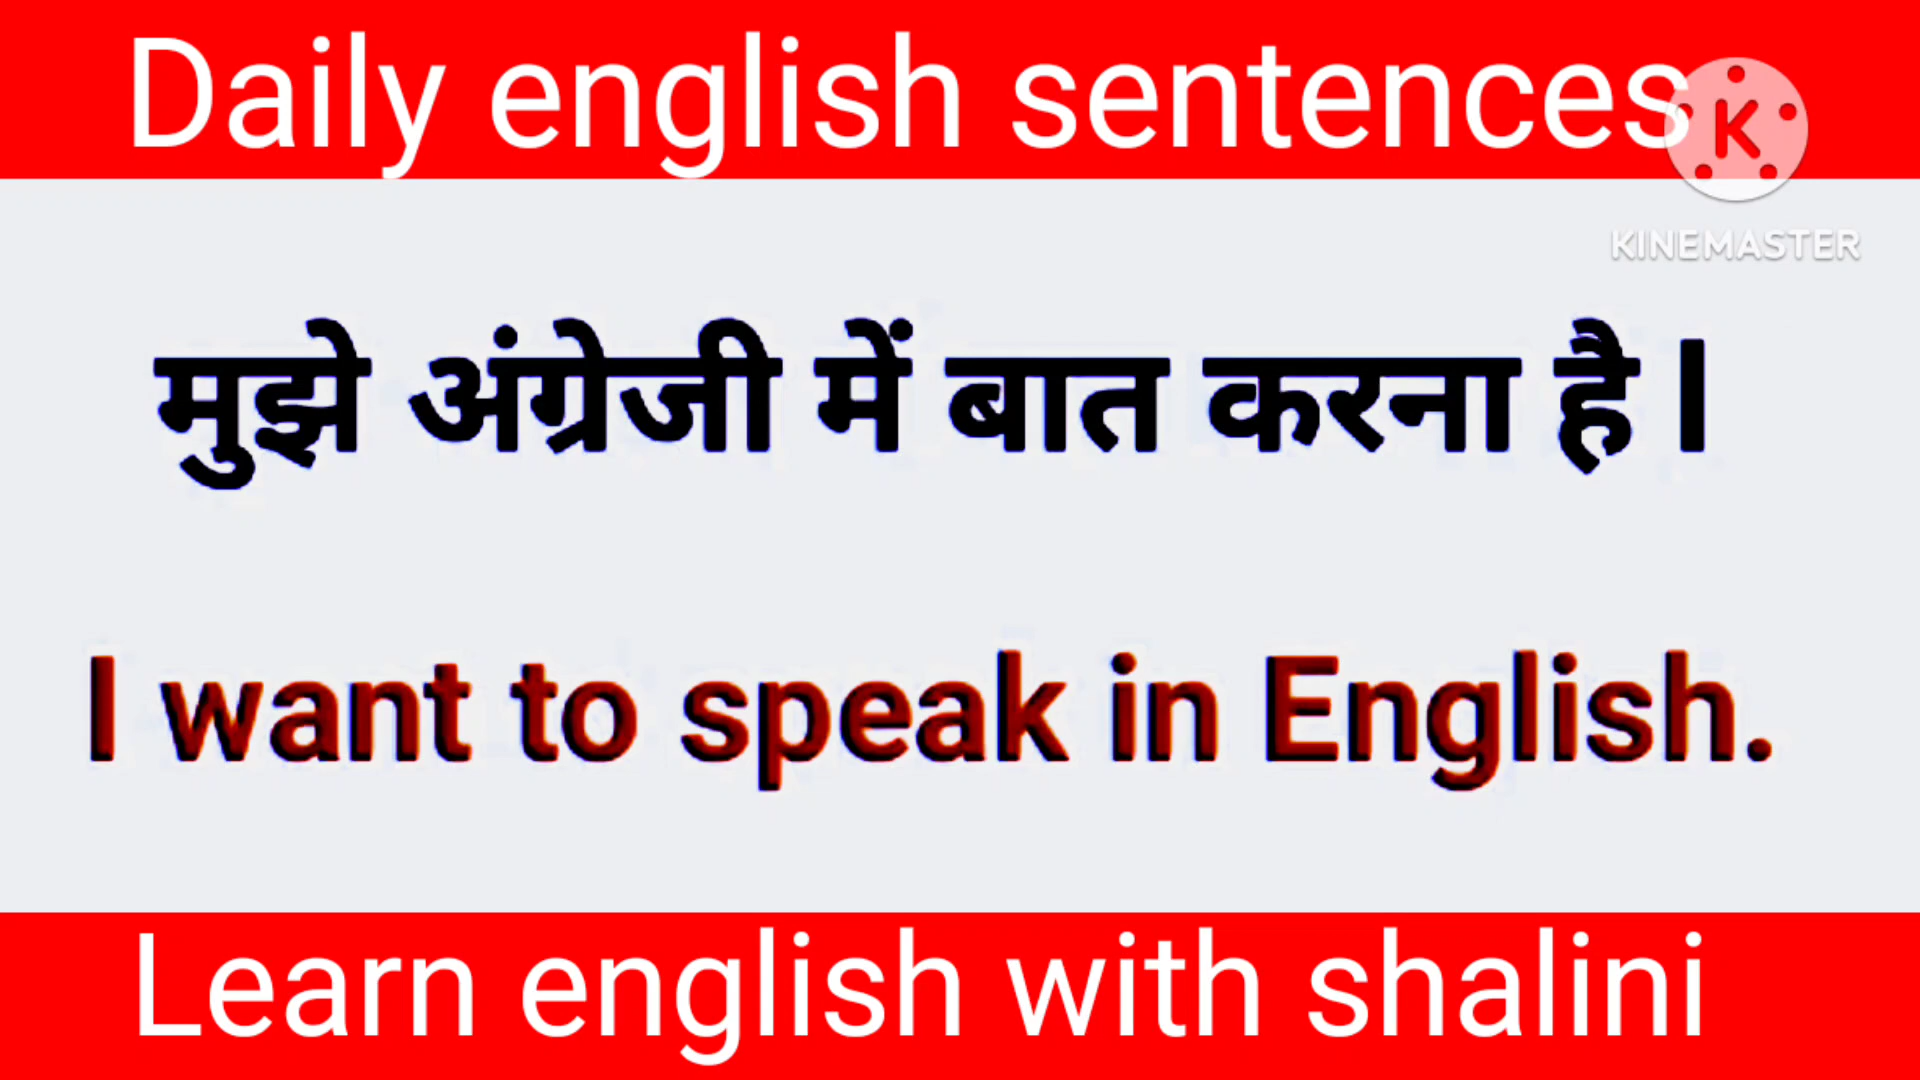 Daily english sentences
K
KINEMASTER
मुझे अंग्रेजी में बात करना है।
I want to speak in English.
Learn english with shalini